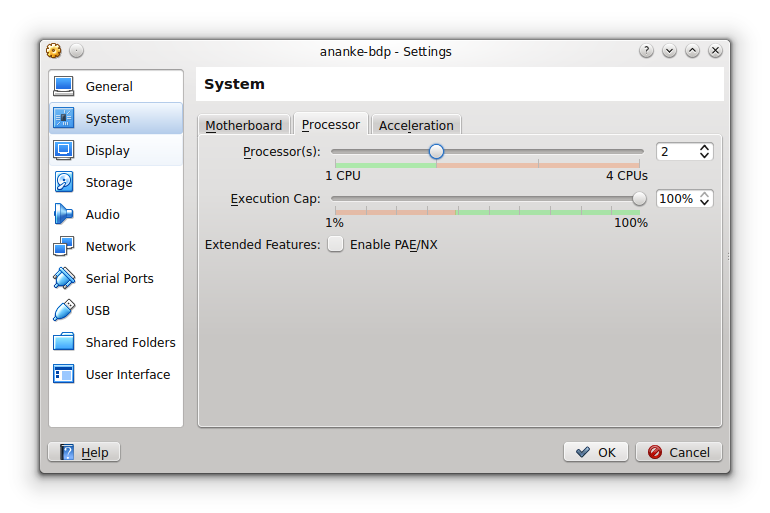 ananke-bdp - Settings
General
System
Display
Storage
Audio
Network
Serial Ports
USB
Shared Folders
User Interface
System
Motherboard Processor Acceleration
Processor(s): 2
1 CPU 4 CPUs
Execution Cap: 100%
1% 100%
Extended Features: Enable PAE/NX
Help OK Cancel